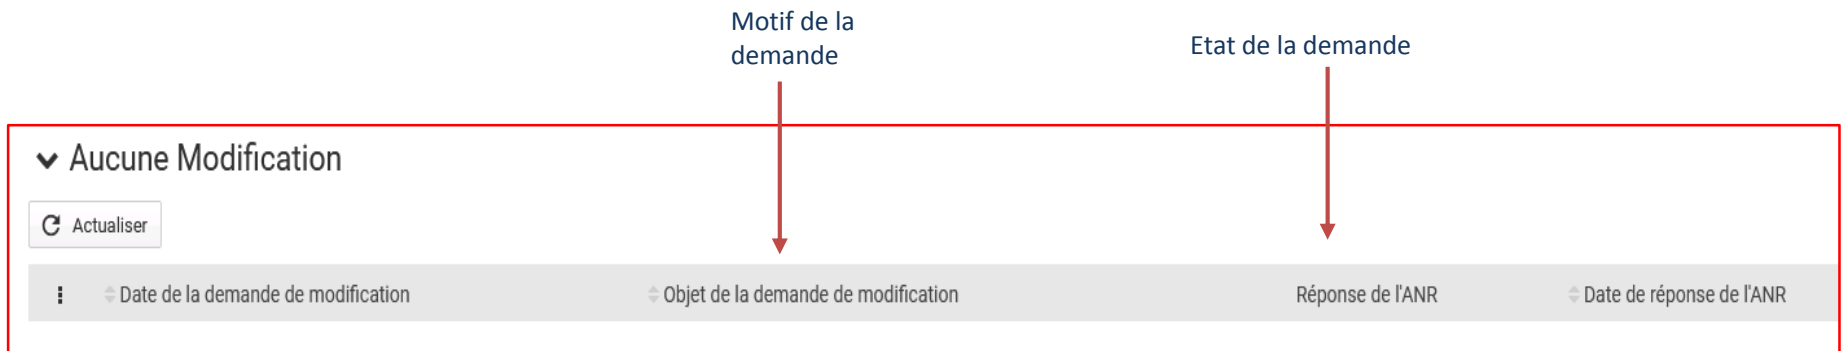 Motif de la
demande
Etat de la demande
Aucune Modification
Actualiser
Date de la demande de modification Objet de la demande de modification Réponse de l'ANR Date de réponse de l'ANR